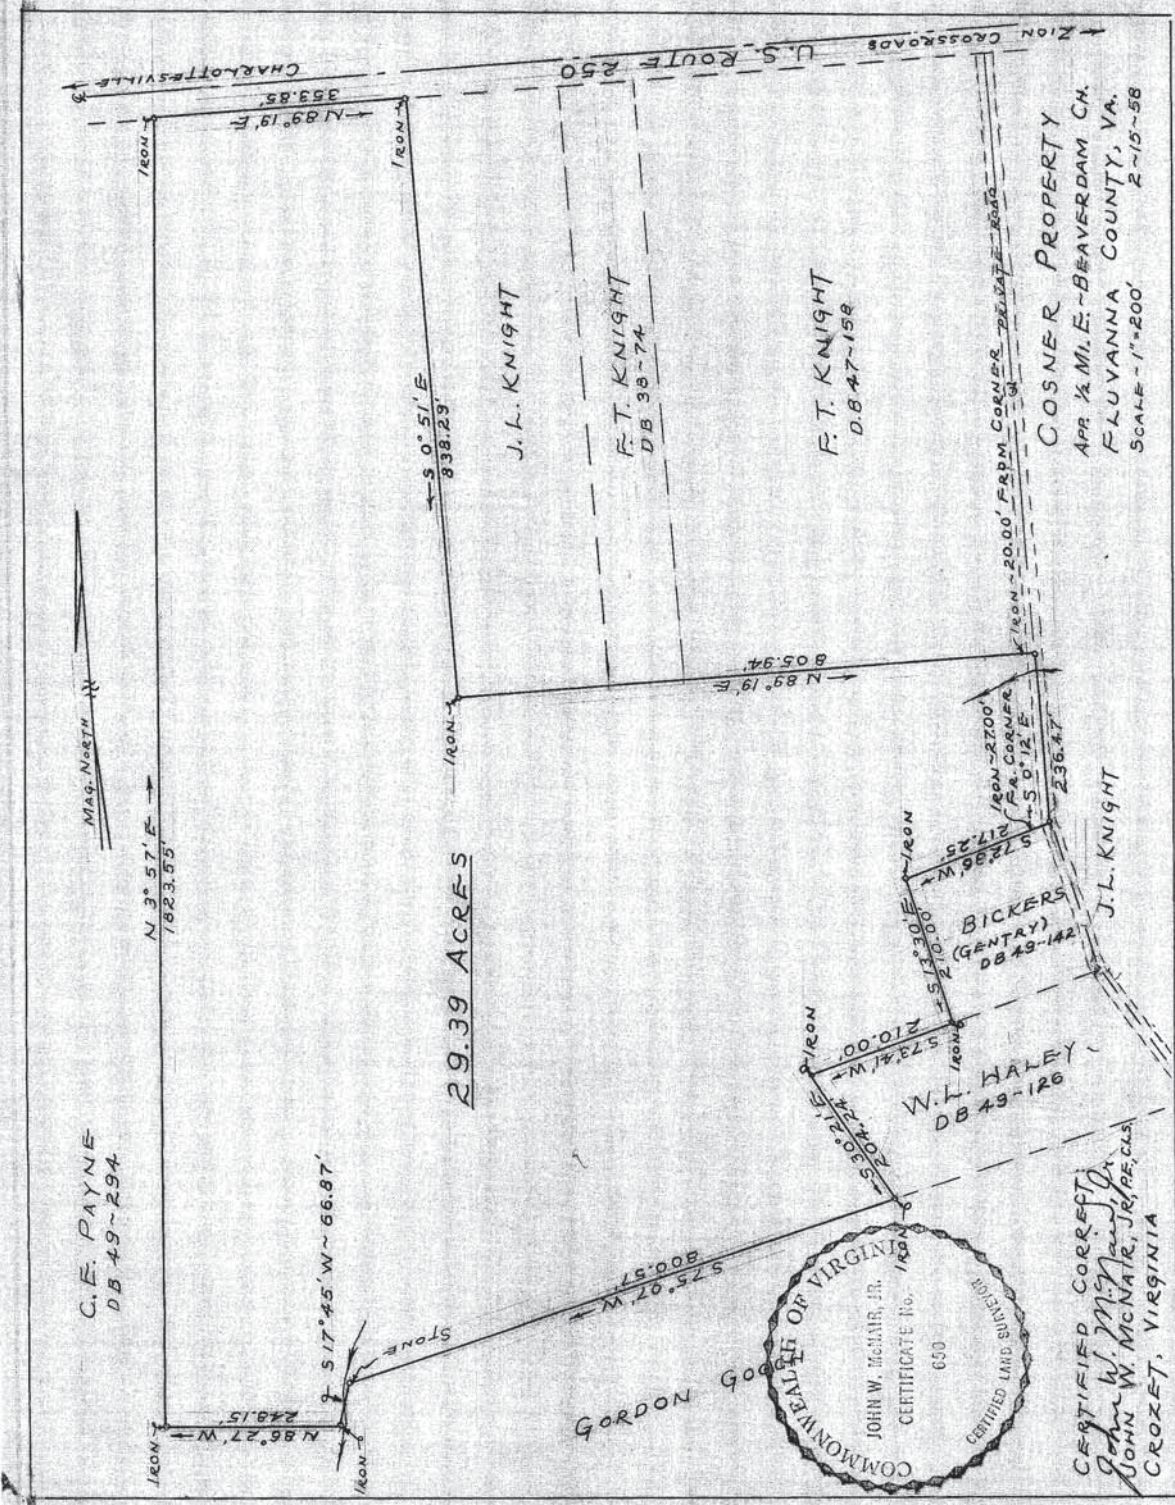 ZION
CROSSROADS
U.S. ROUTE 250
CHARLOTTESVILLE
N 89° 19' E
353.85'
IRON
IRON
MAG. NORTH
N 3° 57' E
1823.55'
S 0° 51' E
838.29'
J. L. KNIGHT
F. T. KNIGHT
DB 38~74
F. T. KNIGHT
D.B 47~158
PRIVATE ROAD
IRON~20.00' FROM CORNER
N 89° 19' E
805.94'
IRON
IRON~27.00'
FR. CORNER
S 0° 12' E
236.47'
S 72° 36' W
217.25'
IRON
BICKERS
(GENTRY)
DB 49-142
J. L. KNIGHT
S 13° 30' E
210.00'
IRON
S 73° 41' W
210.00'
IRON
W. L. HALEY
DB 49-126
S 30° 21' E
204.24'
IRON
29.39 ACRES
S 75° 07' W
800.57'
STONE
S 17° 45' W ~ 66.87'
N 86° 27' W
248.15'
IRON
IRON
C. E. PAYNE
DB 49~294
GORDON GOOCH
COSNER PROPERTY
APP. ½ MI. E.~BEAVERDAM CH.
FLUVANNA COUNTY, VA.
SCALE - 1"=200' 2~15~58
COMMONWEALTH OF VIRGINIA
JOHN W. McNAIR, JR.
CERTIFICATE No.
650
CERTIFIED LAND SURVEYOR
CERTIFIED CORRECT:
John W. McNair, Jr.
JOHN W. McNAIR, JR, P.E., C.L.S.
CROZET, VIRGINIA